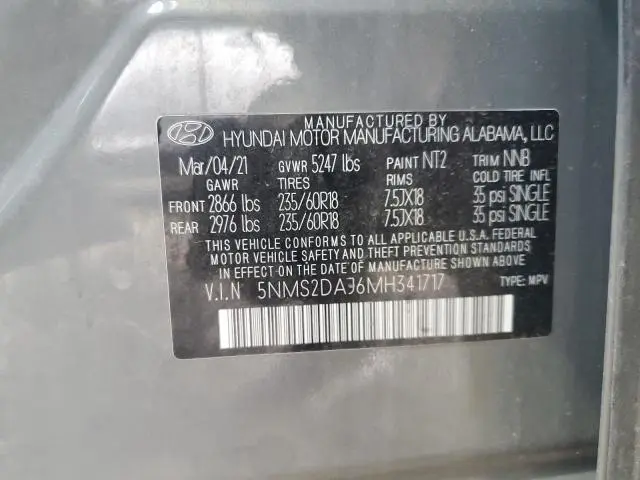 MANUFACTURED BY
HYUNDAI MOTOR MANUFACTURING ALABAMA, LLC
Mar/04/21 GVWR 5247 lbs PAINT NT2 TRIM NNB
GAWR TIRES RIMS COLD TIRE INFL
FRONT 2866 lbs 235/60R18 7.5JX18 35 psi SINGLE
REAR 2976 lbs 235/60R18 7.5JX18 35 psi SINGLE
THIS VEHICLE CONFORMS TO ALL APPLICABLE U.S.A. FEDERAL
MOTOR VEHICLE SAFETY AND THEFT PREVENTION STANDARDS
IN EFFECT ON THE DATE OF MANUFACTURE SHOWN ABOVE
V.I.N 5NMS2DAJ6MH341717 TYPE: MPV